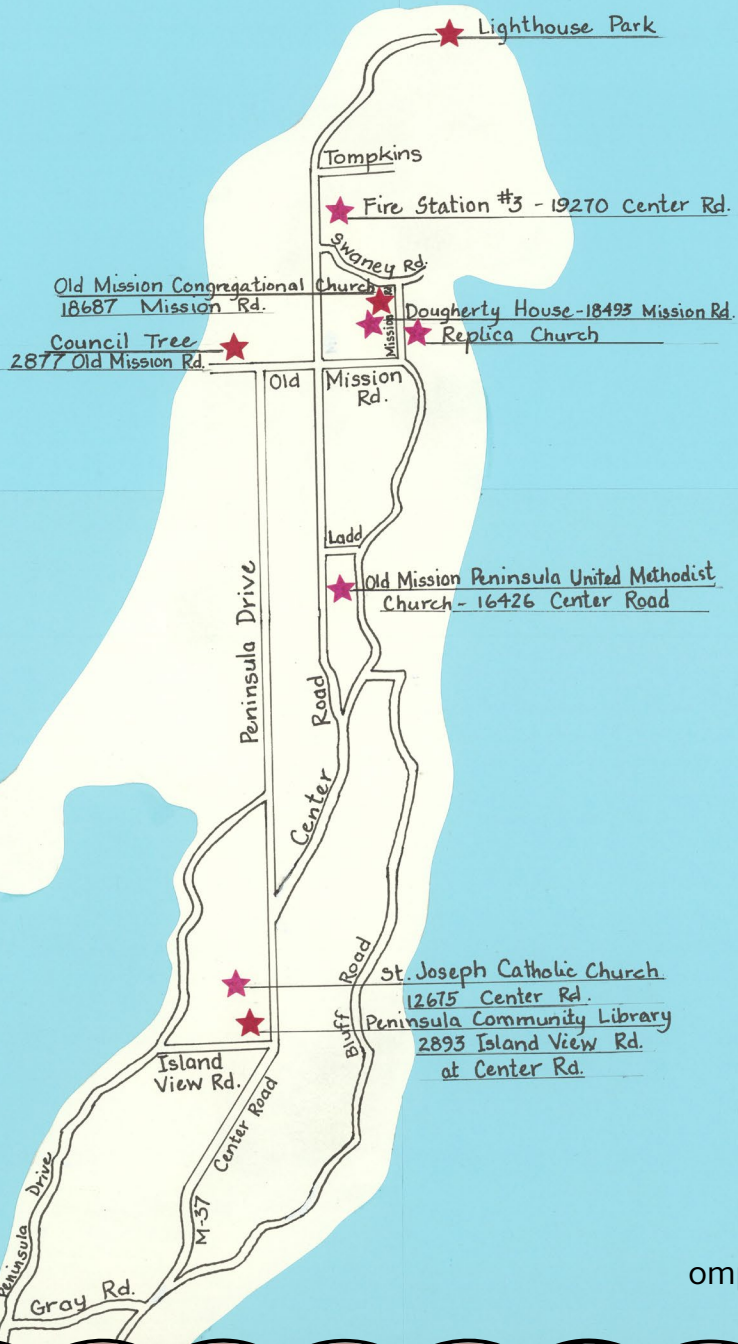 Lighthouse Park
Tompkins
Fire Station #3 - 19270 Center Rd.
Swaney Rd.
Old Mission Congregational Church
18687 Mission Rd.
Mission Rd
Dougherty House - 18493 Mission Rd.
Replica Church
Council Tree
2877 Old Mission Rd.
Old Mission
Rd.
Ladd
Old Mission Peninsula United Methodist
Church - 16426 Center Road
Peninsula Drive
Center Road
St. Joseph Catholic Church
12675 Center Rd.
Peninsula Community Library
2893 Island View Rd.
at Center Rd.
Bluff Road
Island
View Rd.
Center Road
M-37
Peninsula Drive
Gray Rd.
om